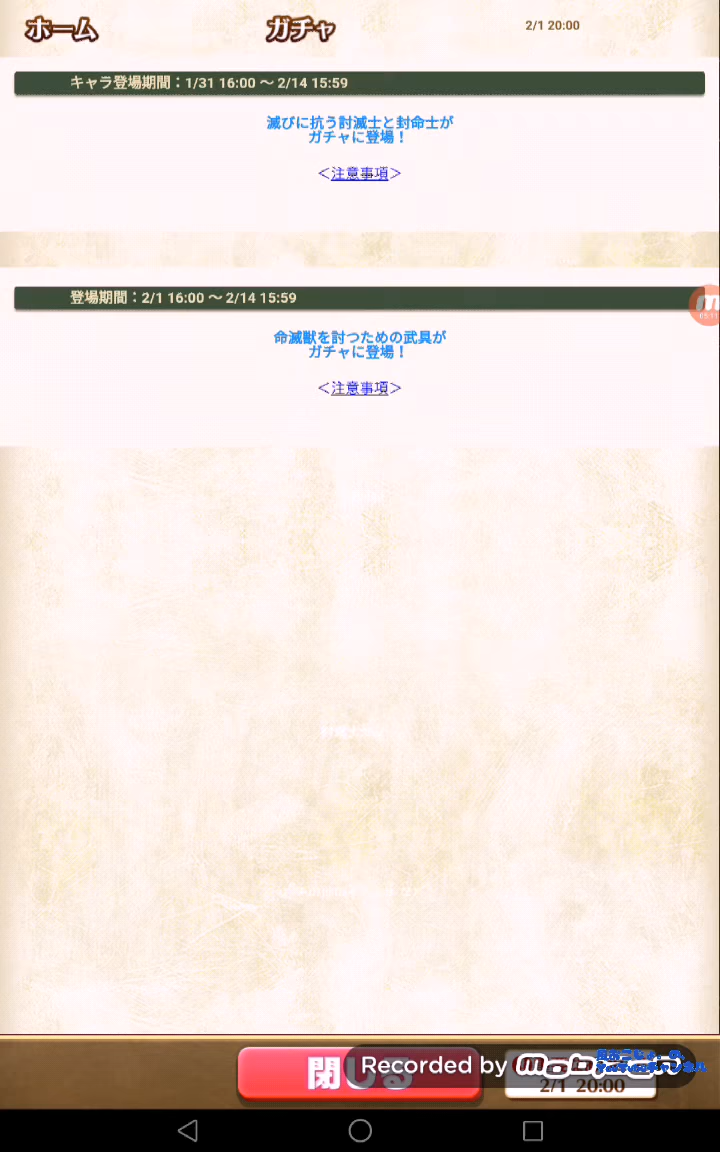 ホーム
ガチャ
2/1 20:00
キャラ登場期間：1/31 16:00 ～ 2/14 15:59
滅びに抗う討滅士と封命士が
ガチャに登場！
＜注意事項＞
登場期間：2/1 16:00 ～ 2/14 15:59
命滅獣を討つための武具が
ガチャに登場！
＜注意事項＞
閉じる
Recorded by
2/1 20:00